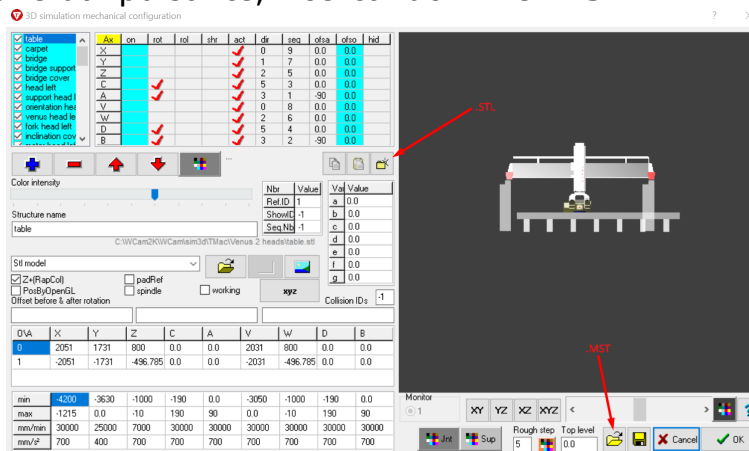 3D simulation mechanical configuration
? X
table
carpet
bridge
bridge support
bridge cover
head left
support head l
orientation hea
venus head le
fork head left
inclination cov
Ax on rot rol shr act dir seq ofsa ofso hid
X 0 9 0.0 0.0
Y 1 7 0.0 0.0
Z 2 5 0.0 0.0
C 5 3 0.0 0.0
A 3 1 -90 0.0
V 0 8 0.0 0.0
W 2 6 0.0 0.0
D 5 4 0.0 0.0
B 3 2 -90 0.0
.STL
...
Color intensity
Nbr Value
Ref.ID 1
ShowID -1
Seq.Nb -1
Val Value
a 0.0
b 0.0
c 0.0
d 0.0
e 0.0
f 0.0
g 0.0
Structure name
table
C:\WCam2K\WCam\sim3d\TMac\Venus 2 heads\table.stl
Stl model
Z+(RapCol) padRef
PosByOpenGL spindle working xyz
Collision IDs -1
Offset before & after rotation
O\A X Y Z C A V W D B
0 2051 1731 800 0.0 0.0 2031 800 0.0 0.0
1 -2051 -1731 -496.785 0.0 0.0 -2031 -496.785 0.0 0.0
min -4200 -3630 -1000 -190 0.0 -3050 -1000 -190 0.0
max -1215 0.0 -10 190 90 0.0 -10 190 90
mm/min 30000 25000 7000 30000 30000 30000 30000 30000 30000
mm/s² 700 400 700 700 700 700 700 700 700
.MST
Monitor
1
XY YZ XZ XYZ < > ?
Jnt Sup
Rough step
5
Top level
0.0
Cancel OK